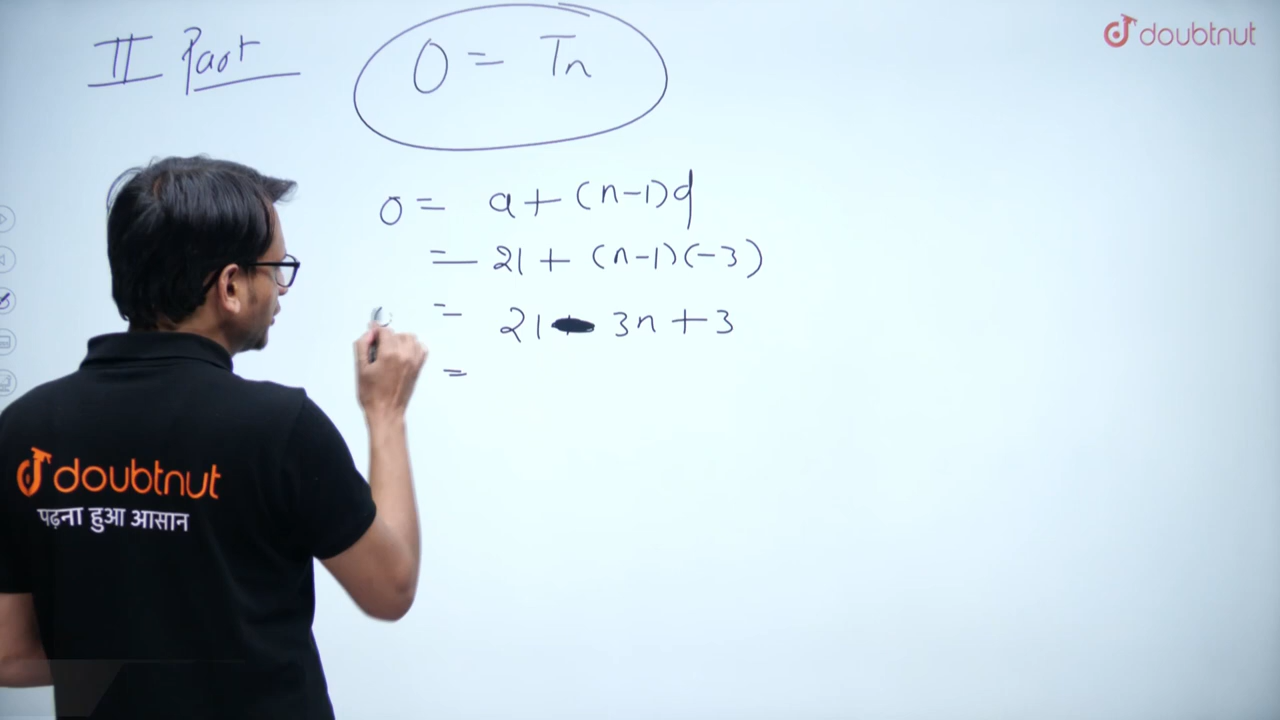 II Part
0 = Tn
doubtnut
0 = a + (n-1)d
= 21 + (n-1)(-3)
= 21 - 3n + 3
=
doubtnut
पढ़ना हुआ आसान